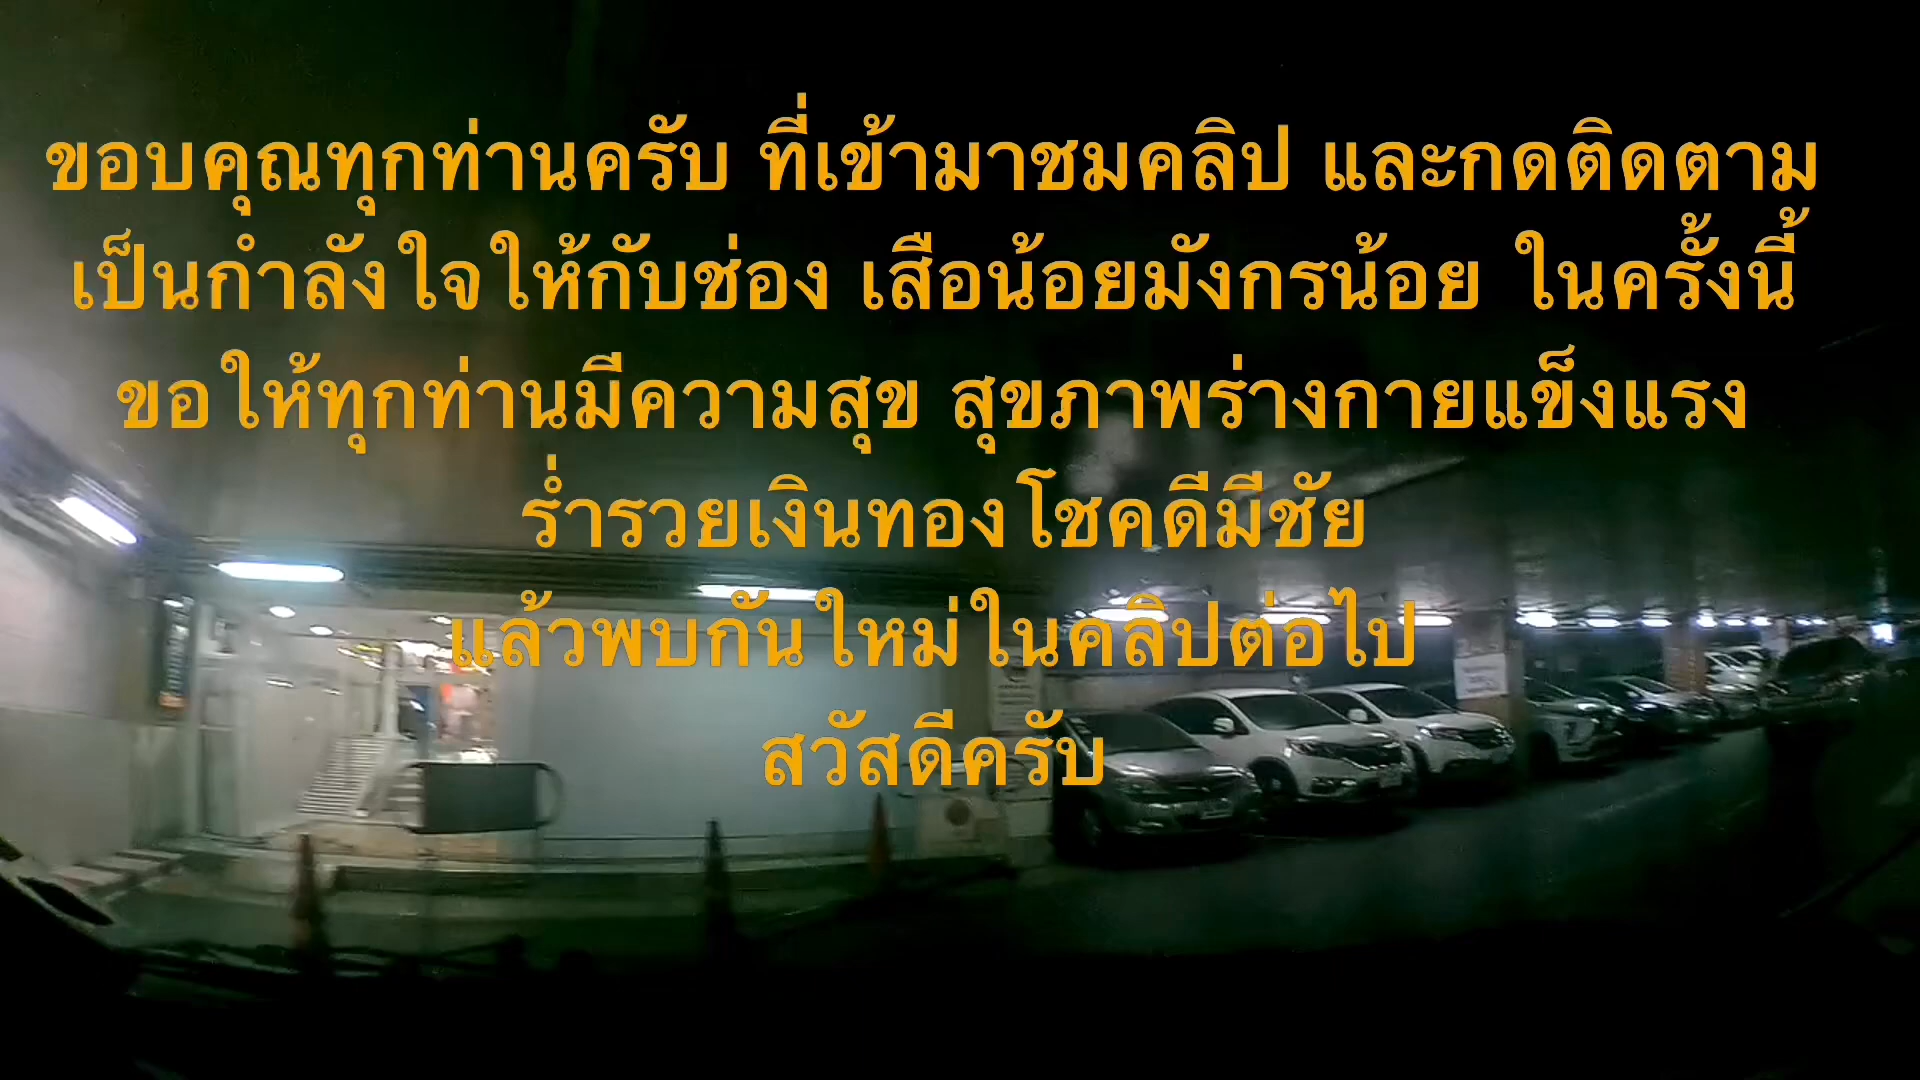 ขอบคุณทุกท่านครับ ที่เข้ามาชมคลิป และกดติดตาม
เป็นกำลังใจให้กับช่อง เสือน้อยมังกรน้อย ในครั้งนี้
ขอให้ทุกท่านมีความสุข สุขภาพร่างกายแข็งแรง
ร่ำรวยเงินทองโชคดีมีชัย
แล้วพบกันใหม่ในคลิปต่อไป
สวัสดีครับ